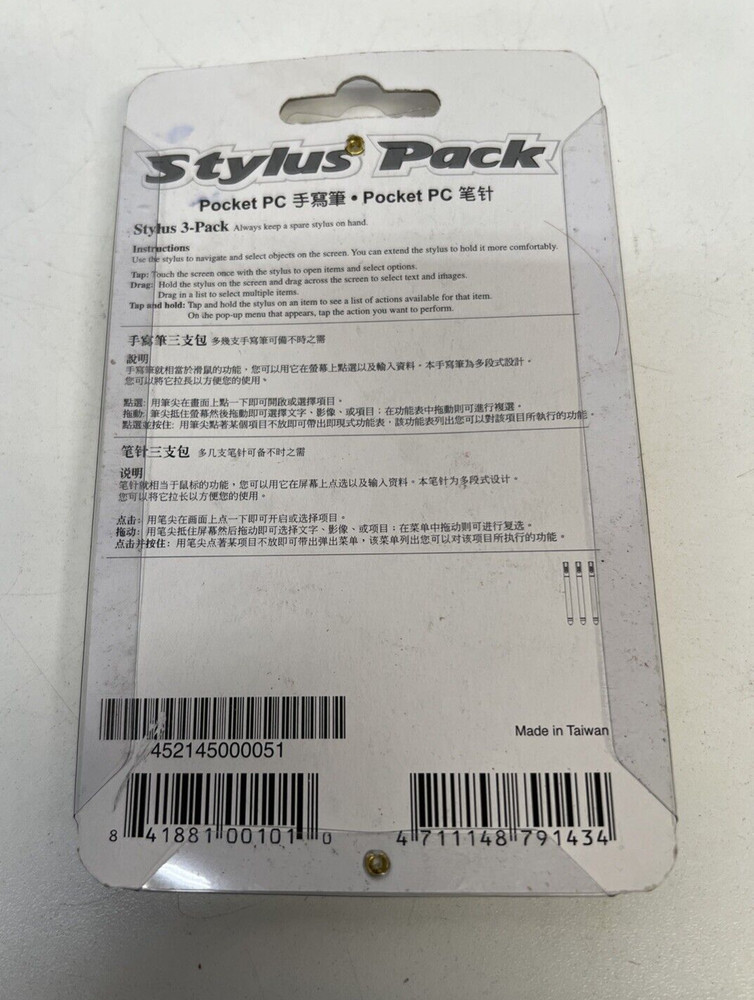 Stylus Pack
Pocket PC 手寫筆 • Pocket PC 笔针
Stylus 3-Pack Always keep a spare stylus on hand.
Instructions
Use the stylus to navigate and select objects on the screen. You can extend the stylus to hold it more comfortably.
Tap: Touch the screen once with the stylus to open items and select options.
Drag: Hold the stylus on the screen and drag across the screen to select text and images.
Drag in a list to select multiple items.
Tap and hold: Tap and hold the stylus on an item to see a list of actions available for that item.
On the pop-up menu that appears, tap the action you want to perform.
手寫筆三支包 多幾支手寫筆可備不時之需
說明
手寫筆就相當於滑鼠的功能，您可以用它在螢幕上點選以及輸入資料。本手寫筆為多段式設計。
您可以將它拉長以方便您的使用。
點選: 用筆尖在畫面上點一下即可開啟或選擇項目。
拖動: 筆尖抵住螢幕然後拖動即可選擇文字、影像、或項目；在功能表中拖動則可進行複選。
點選並按住: 用筆尖點著某個項目不放即可帶出即現式功能表，該功能表列出您可以對該項目所執行的功能。
笔针三支包 多几支笔针可备不时之需
说明
笔针就相当于鼠标的功能，您可以用它在屏幕上点选以及输入资料。本笔针为多段式设计。
您可以将它拉长以方便您的使用。
点击: 用笔尖在画面上点一下即可开启或选择项目。
拖动: 用笔尖抵住屏幕然后拖动即可选择文字、影像、或项目；在菜单中拖动则可进行复选。
点击并按住: 用笔尖点著某项目不放即可带出弹出菜单，该菜单列出您可以对该项目所执行的功能。
452145000051
Made in Taiwan
8 41881 00101 0
4 711148 791434